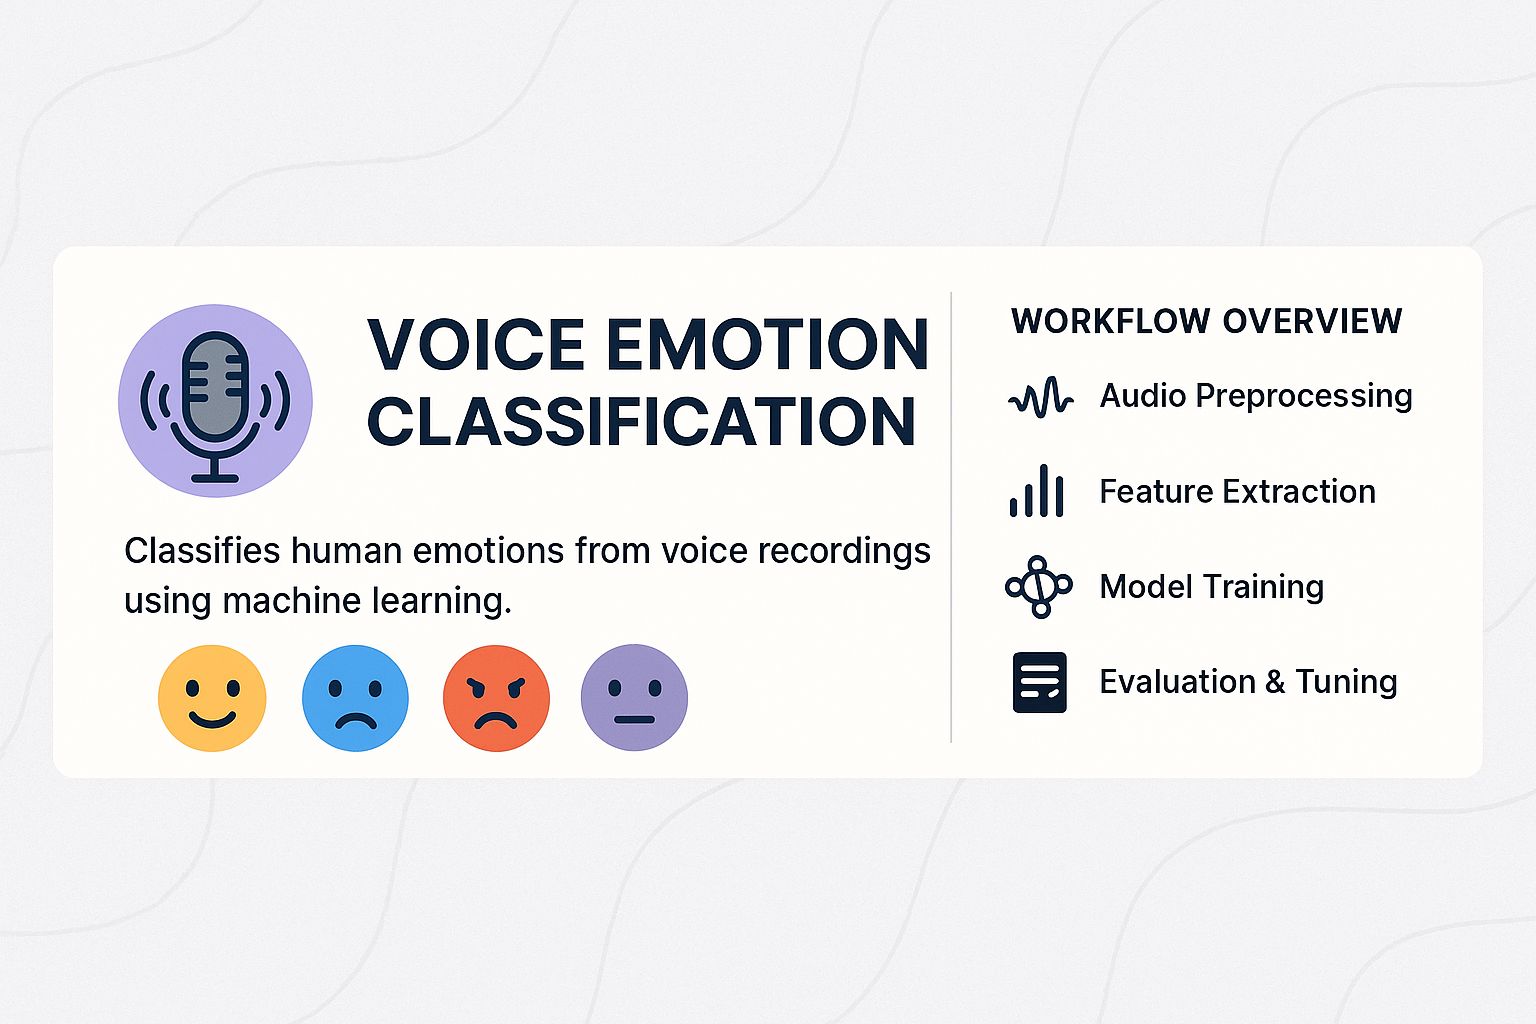 VOICE EMOTION
CLASSIFICATION
Classifies human emotions from voice recordings
using machine learning.
WORKFLOW OVERVIEW
Audio Preprocessing
Feature Extraction
Model Training
Evaluation & Tuning